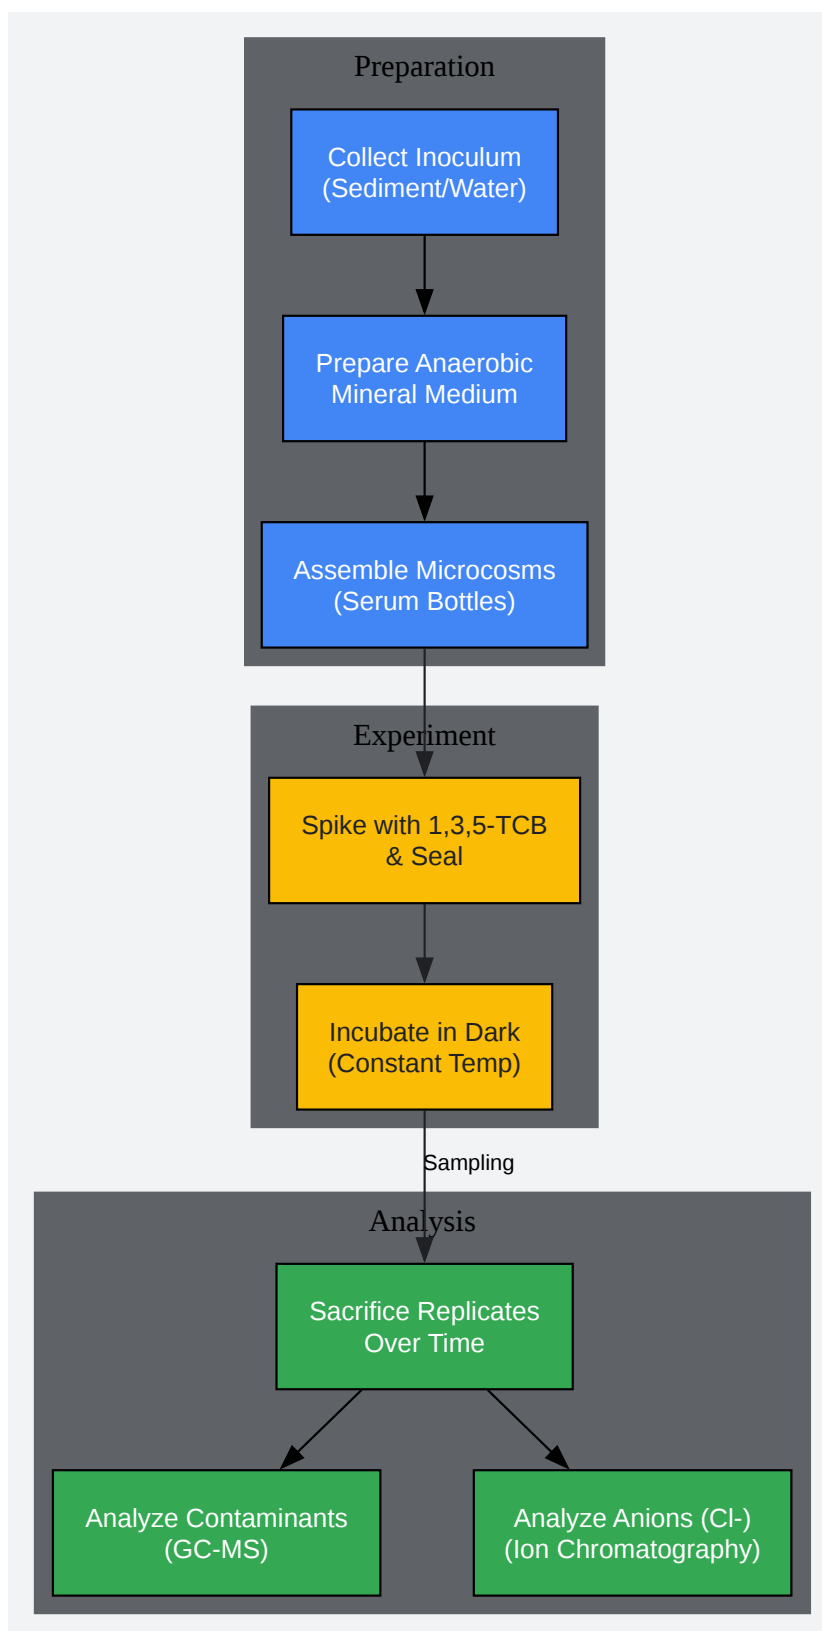 Preparation
Collect Inoculum
(Sediment/Water)
Prepare Anaerobic
Mineral Medium
Assemble Microcosms
(Serum Bottles)
Experiment
Spike with 1,3,5-TCB
& Seal
Incubate in Dark
(Constant Temp)
Sampling
Analysis
Sacrifice Replicates
Over Time
Analyze Contaminants
(GC-MS)
Analyze Anions (Cl-)
(Ion Chromatography)